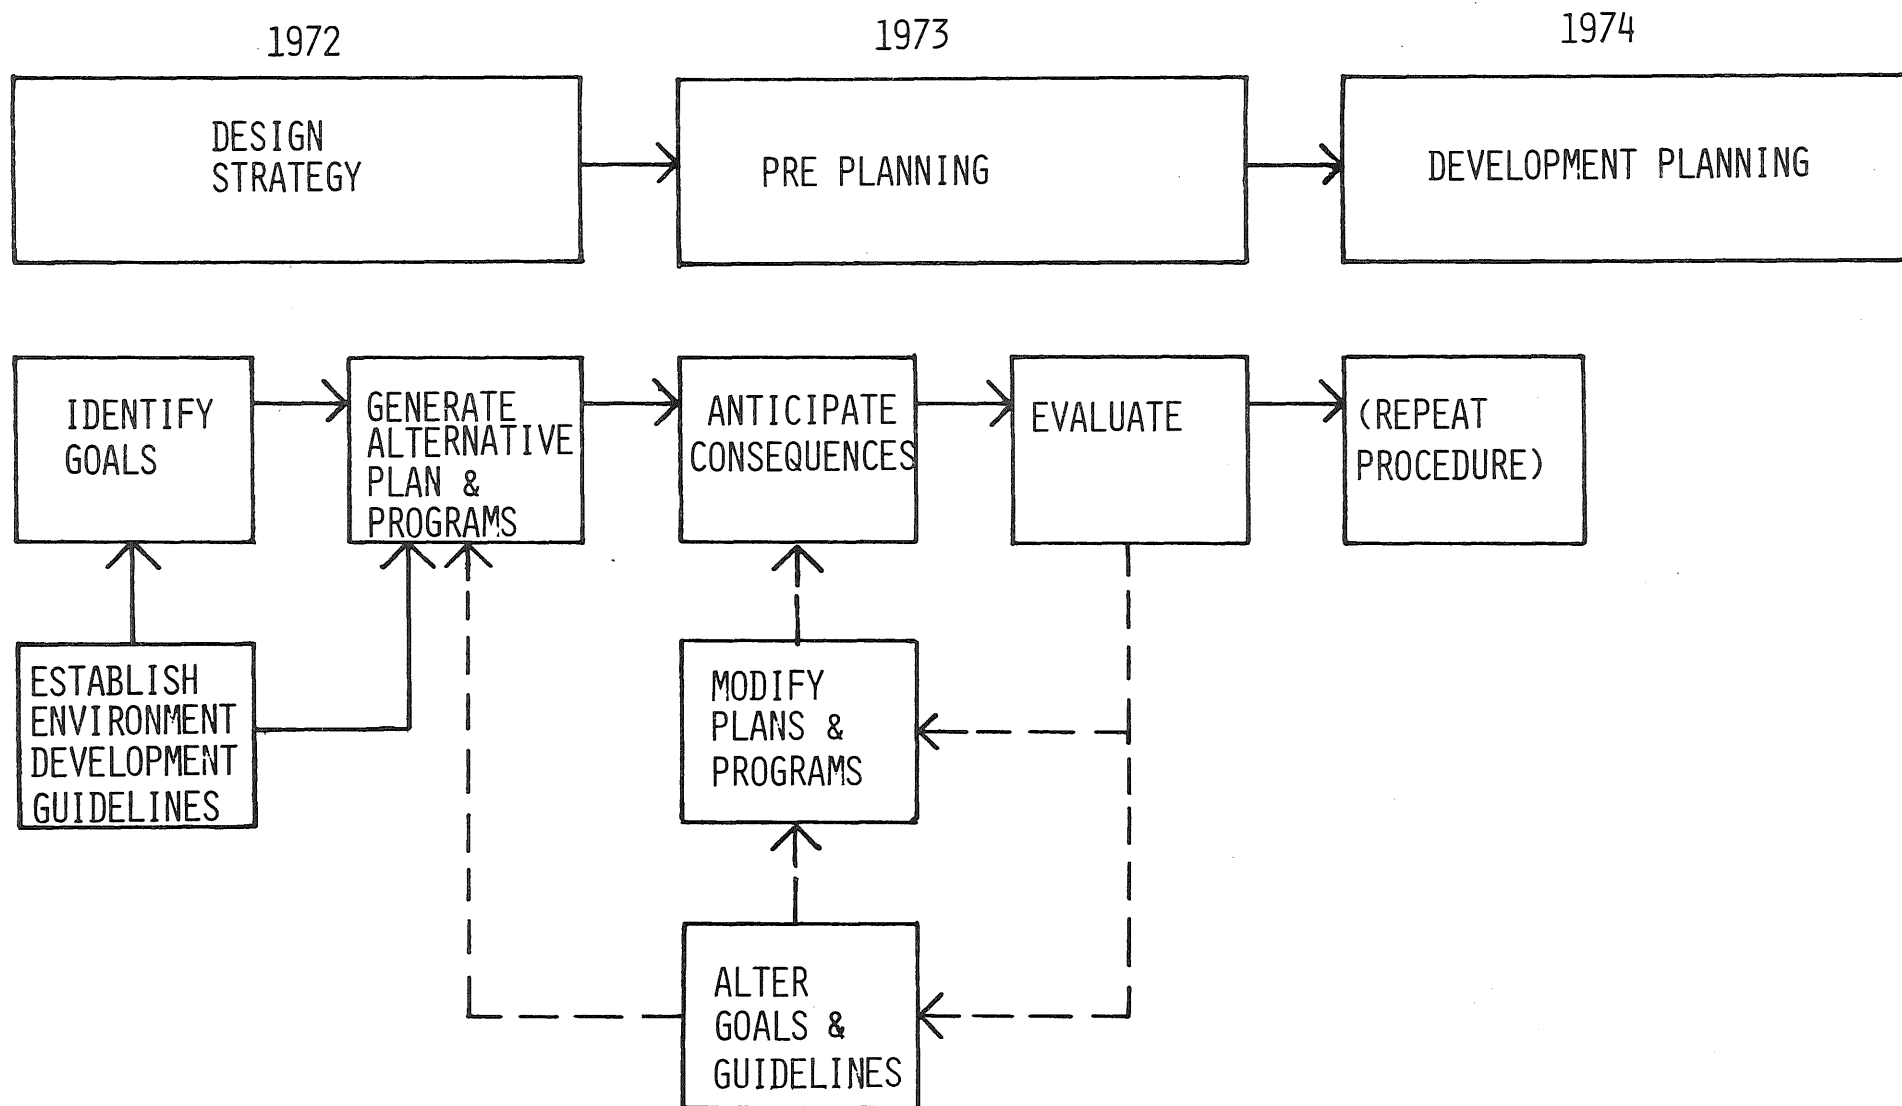 1972
1973
1974
DESIGN
STRATEGY
PRE PLANNING
DEVELOPMENT PLANNING
IDENTIFY
GOALS
GENERATE
ALTERNATIVE
PLAN &
PROGRAMS
ANTICIPATE
CONSEQUENCES
EVALUATE
(REPEAT
PROCEDURE)
ESTABLISH
ENVIRONMENT
DEVELOPMENT
GUIDELINES
MODIFY
PLANS &
PROGRAMS
ALTER
GOALS &
GUIDELINES